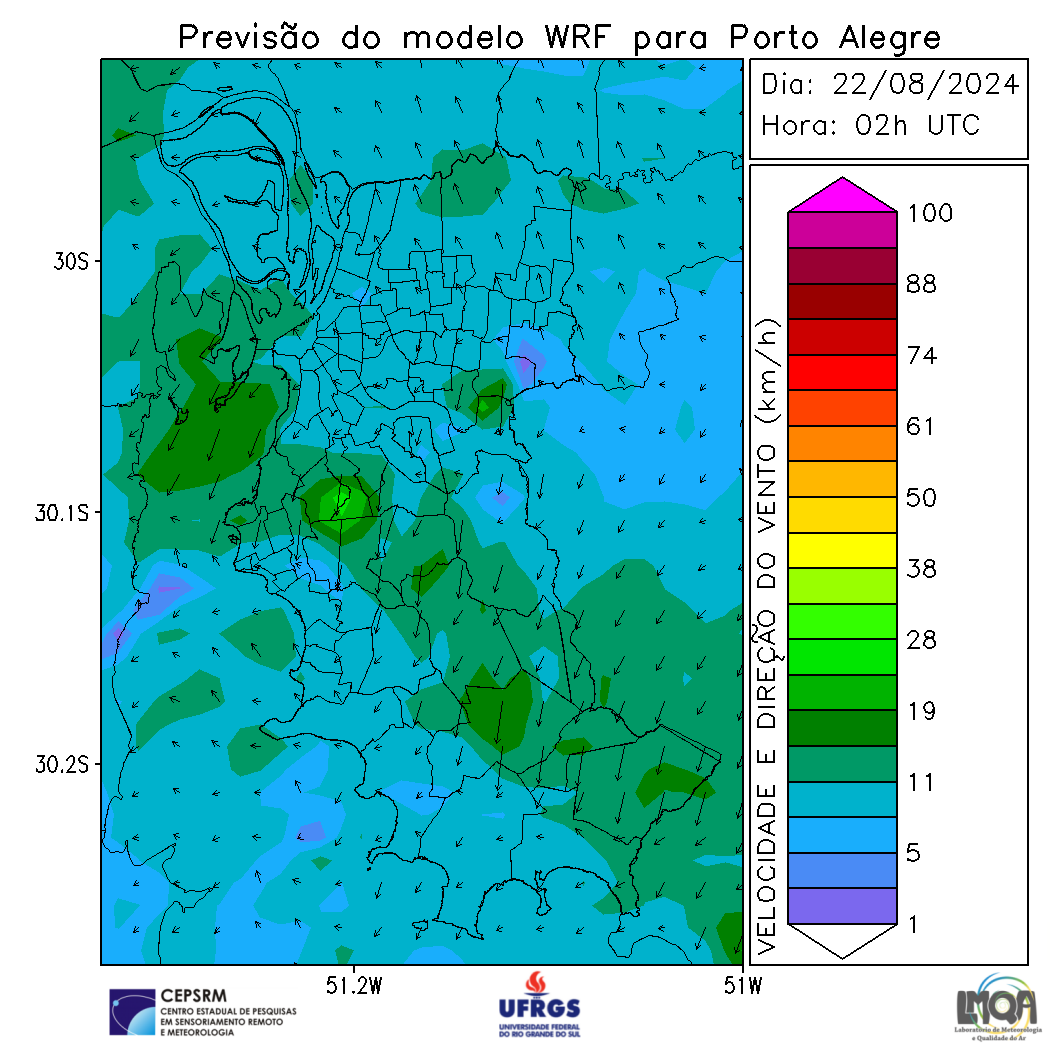 Previsão do modelo WRF para Porto Alegre
Dia: 22/08/2024
Hora: 02h UTC
30S
30.1S
30.2S
51.2W
51W
VELOCIDADE E DIREÇÃO DO VENTO (km/h)
100
88
74
61
50
38
28
19
11
5
1
CEPSRM
CENTRO ESTADUAL DE PESQUISAS
EM SENSORIAMENTO REMOTO
E METEOROLOGIA
UFRGS
UNIVERSIDADE FEDERAL
DO RIO GRANDE DO SUL
LMQA
Laboratório de Meteorologia
e Qualidade do Ar